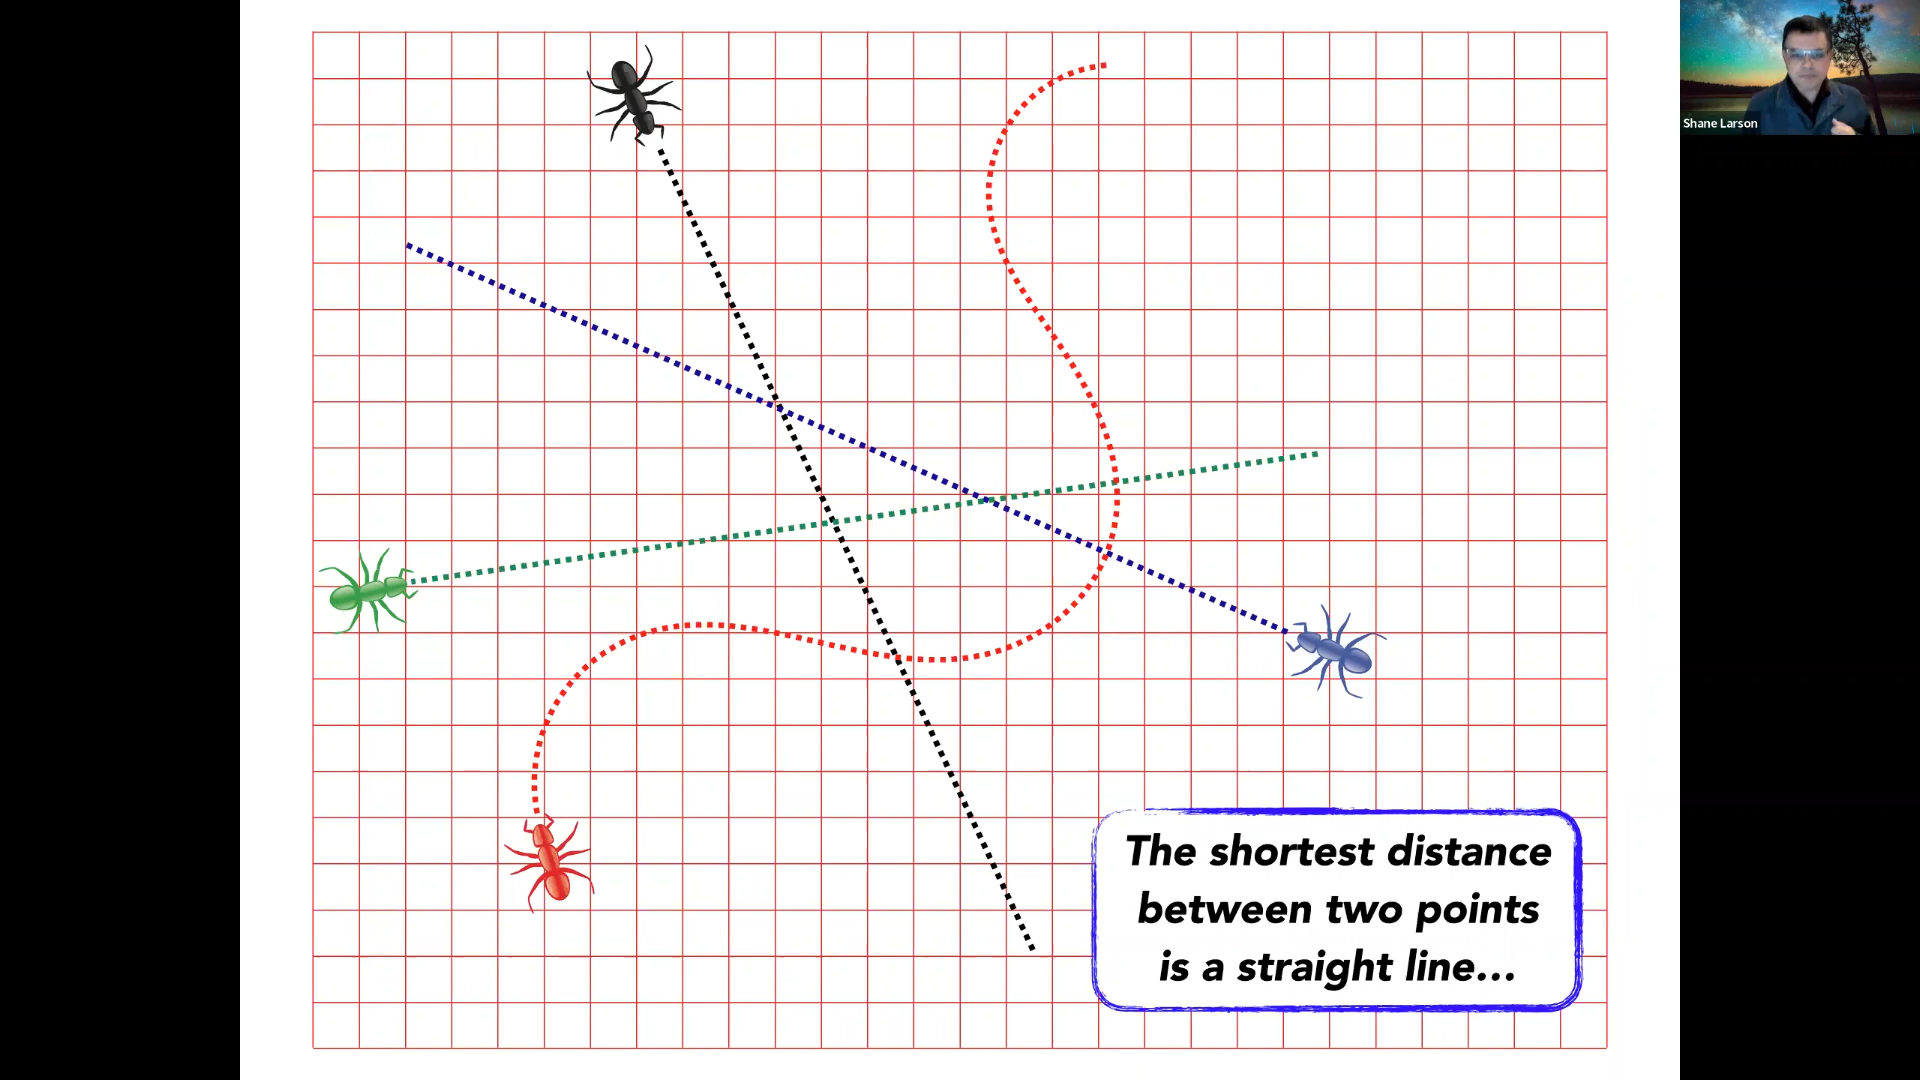 Shane Larson
The shortest distance
between two points
is a straight line...